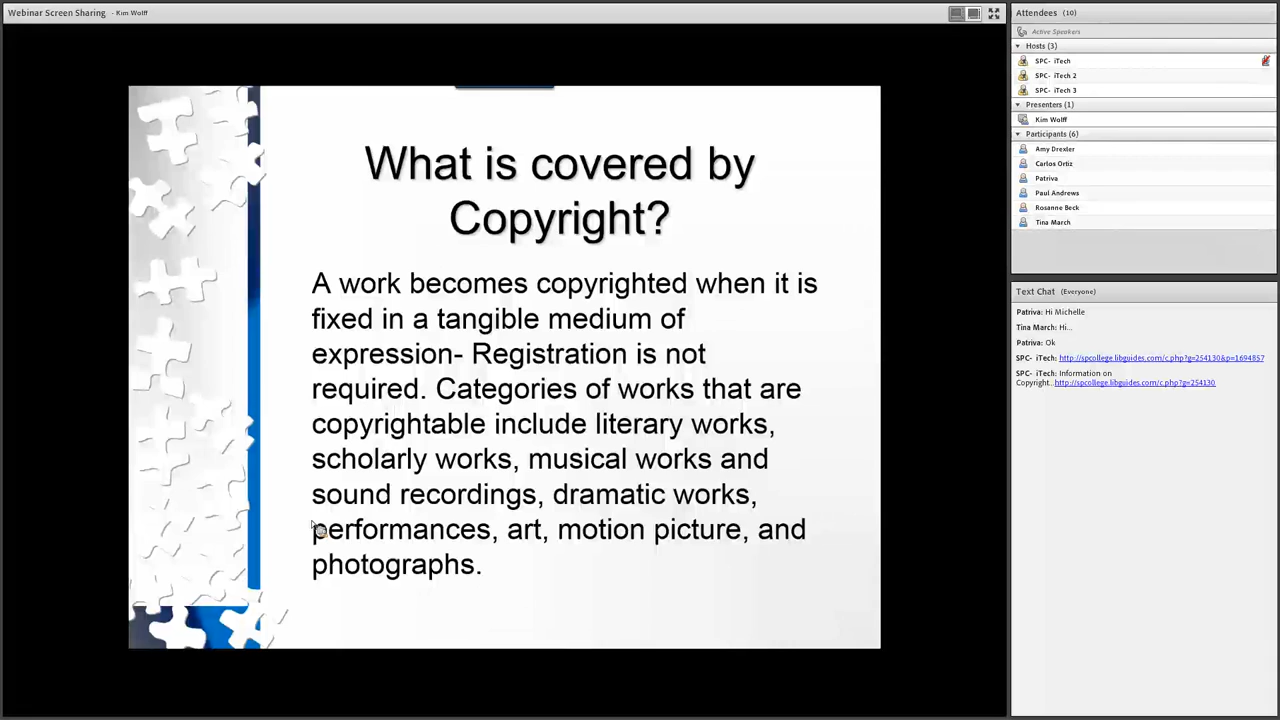 Webinar Screen Sharing - Kim Wolff
What is covered by
Copyright?
A work becomes copyrighted when it is
fixed in a tangible medium of
expression- Registration is not
required. Categories of works that are
copyrightable include literary works,
scholarly works, musical works and
sound recordings, dramatic works,
performances, art, motion picture, and
photographs.
Attendees (10)
Active Speakers
Hosts (3)
SPC- iTech
SPC- iTech 2
SPC- iTech 3
Presenters (1)
Kim Wolff
Participants (6)
Amy Drexler
Carlos Ortiz
Patriva
Paul Andrews
Rosanne Beck
Tina March
Text Chat (Everyone)
Patriva: Hi Michelle
Tina March: Hi...
Patriva: Ok
SPC- iTech: http://spcollege.libguides.com/c.php?g=254130&p=1694857
SPC- iTech: Information on
Copyright...http://spcollege.libguides.com/c.php?g=254130